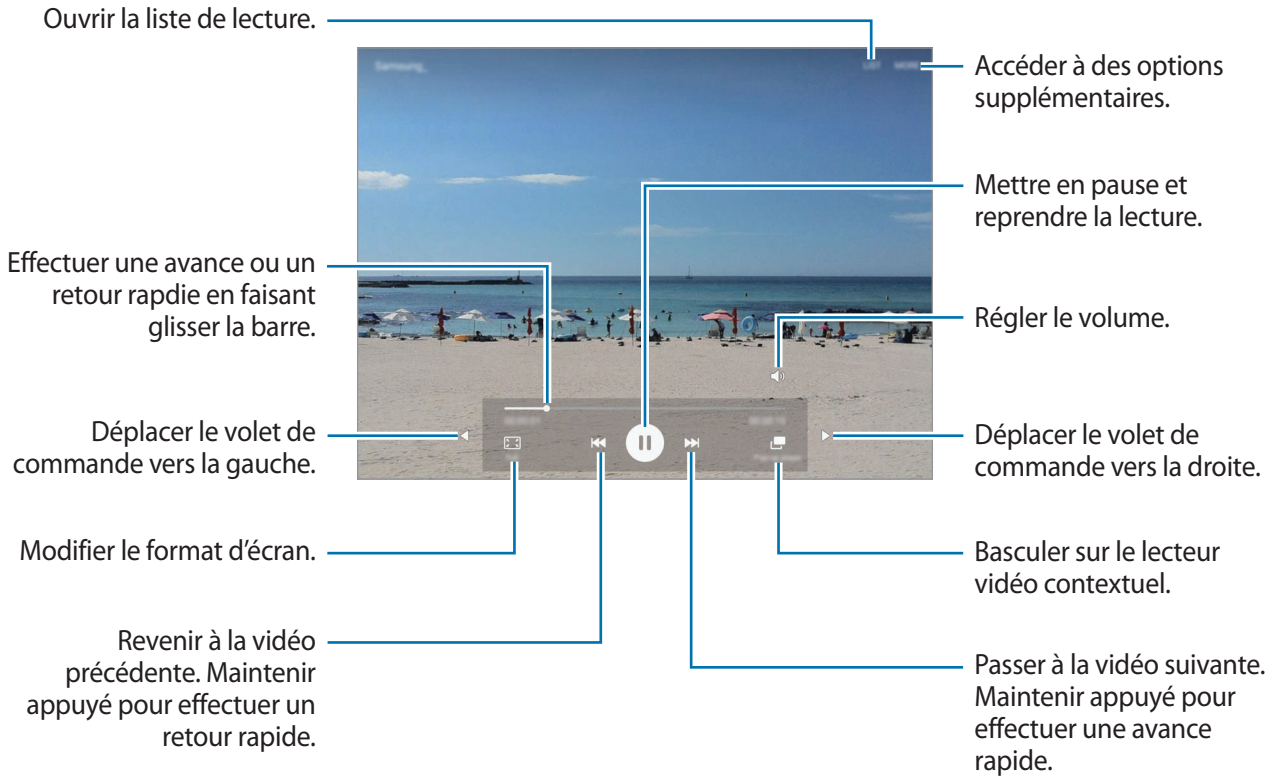 Ouvrir la liste de lecture.
Samsung_
LIST MORE
Accéder à des options
supplémentaires.
Mettre en pause et
reprendre la lecture.
Effectuer une avance ou un
retour rapdie en faisant
glisser la barre.
Régler le volume.
Déplacer le volet de
commande vers la gauche.
Déplacer le volet de
commande vers la droite.
Modifier le format d'écran.
Basculer sur le lecteur
vidéo contextuel.
Revenir à la vidéo
précédente. Maintenir
appuyé pour effectuer un
retour rapide.
Passer à la vidéo suivante.
Maintenir appuyé pour
effectuer une avance
rapide.